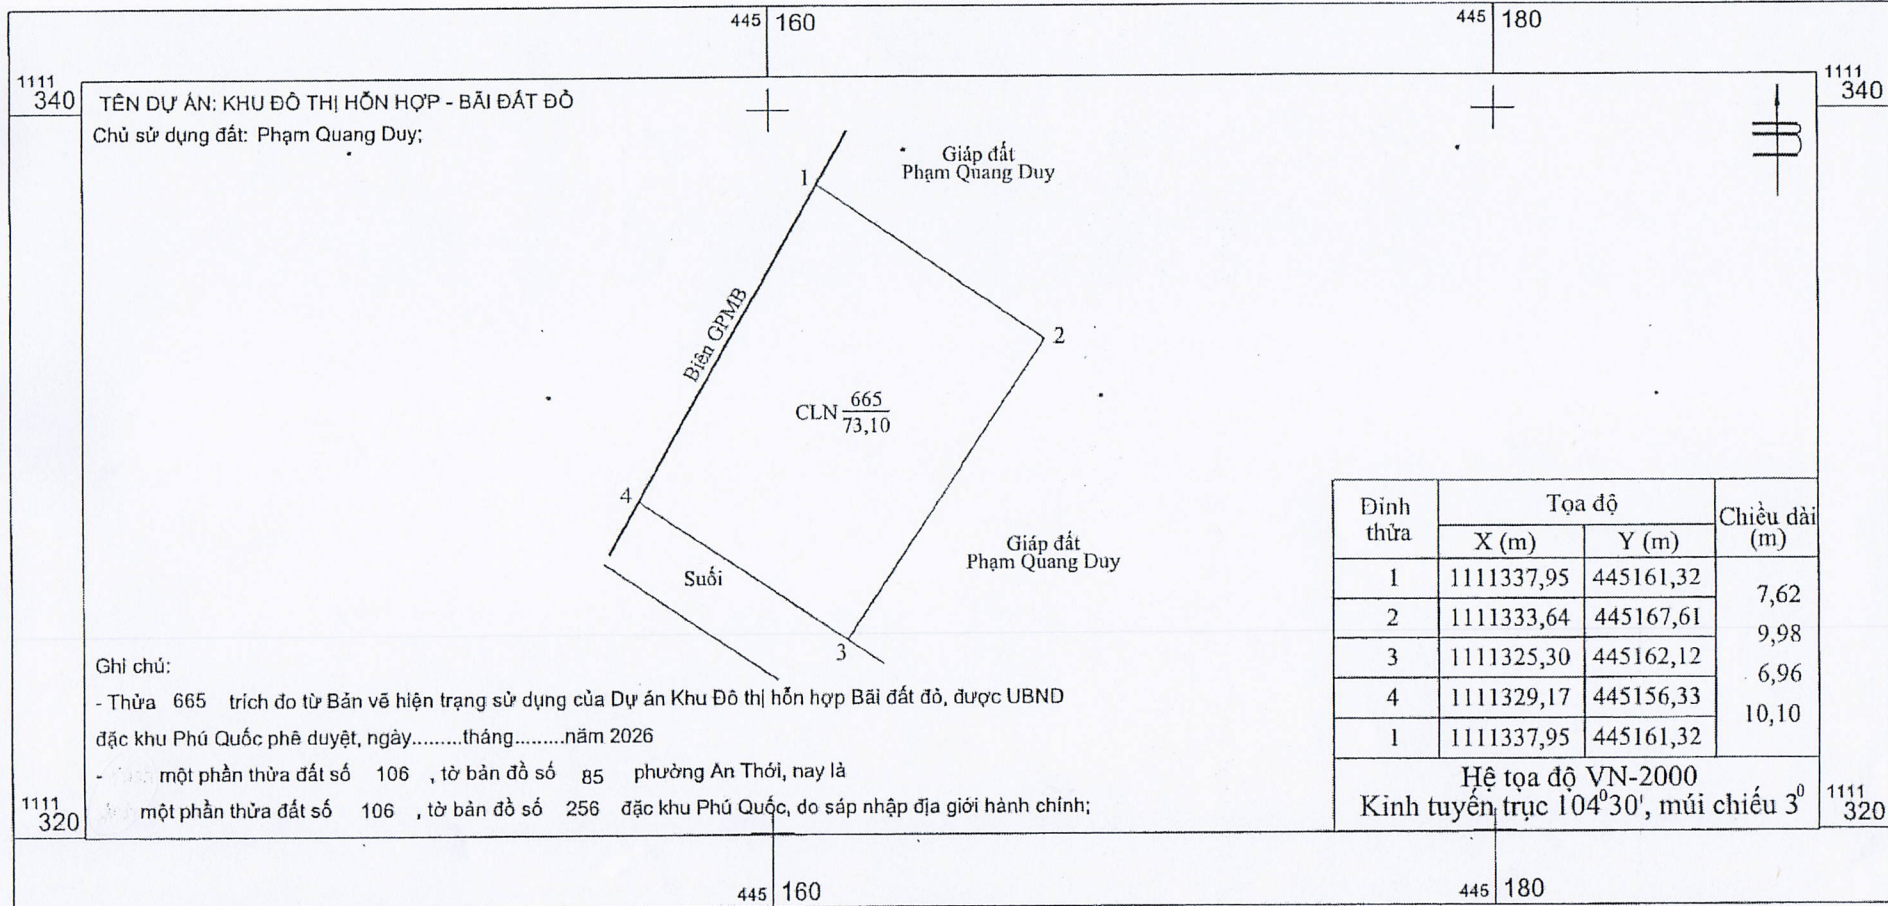 445 160
445 180
1111
340
1111
340
TÊN DỰ ÁN: KHU ĐÔ THỊ HỖN HỢP - BÃI ĐẤT ĐỎ
Chủ sử dụng đất: Phạm Quang Duy;
Giáp đất
Phạm Quang Duy
1
2
Biên GPMB
CLN 665
73,10
4
Suối
3
Giáp đất
Phạm Quang Duy
Đỉnh thửa Tọa độ Chiều dài (m)
X (m) Y (m)
1 1111337,95 445161,32
7,62
2 1111333,64 445167,61
9,98
3 1111325,30 445162,12
6,96
4 1111329,17 445156,33
10,10
1 1111337,95 445161,32
Hệ tọa độ VN-2000
Kinh tuyến trục 104⁰30', múi chiếu 3⁰
Ghi chú:
- Thửa 665 trích đo từ Bản vẽ hiện trạng sử dụng của Dự án Khu Đô thị hỗn hợp Bãi đất đỏ, được UBND
đặc khu Phú Quốc phê duyệt, ngày.........tháng.........năm 2026
- một phần thửa đất số 106 , tờ bản đồ số 85 phường An Thới, nay là
một phần thửa đất số 106 , tờ bản đồ số 256 đặc khu Phú Quốc, do sáp nhập địa giới hành chính;
1111
320
1111
320
445 160
445 180